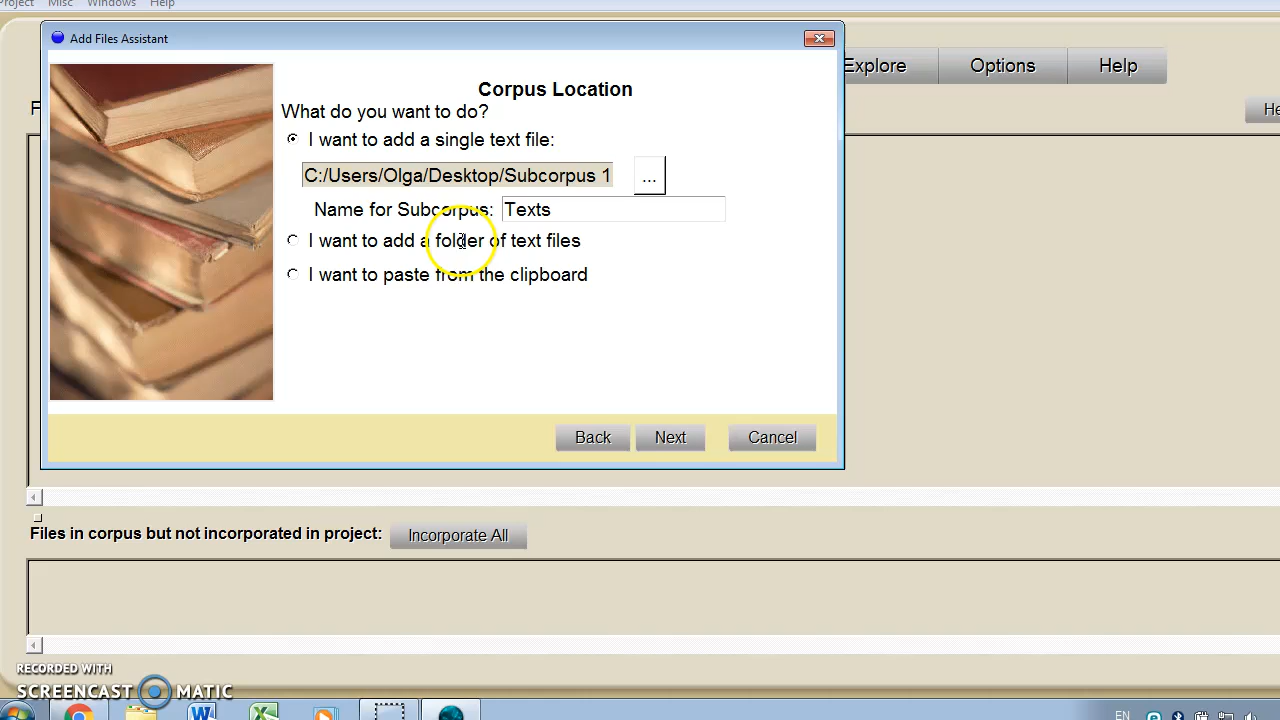 Project Misc Windows Help
Add Files Assistant
Explore Options Help
Corpus Location
What do you want to do?
I want to add a single text file:
C:/Users/Olga/Desktop/Subcorpus 1
...
Name for Subcorpus: Texts
I want to add a folder of text files
I want to paste from the clipboard
Back Next Cancel
Files in corpus but not incorporated in project: Incorporate All
RECORDED WITH
SCREENCAST MATIC
EN